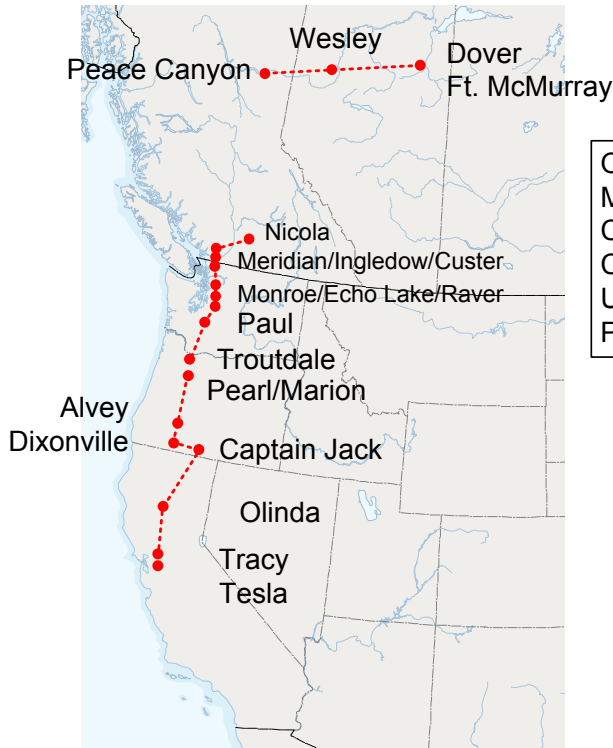 Wesley
Peace Canyon
Dover
Ft. McMurray
Nicola
Meridian/Ingledow/Custer
Monroe/Echo Lake/Raver
Paul
Troutdale
Pearl/Marion
Alvey
Dixonville
Captain Jack
Olinda
Tracy
Tesla